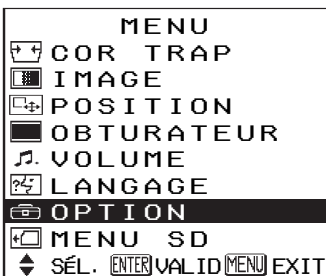 MENU
COR TRAP
IMAGE
POSITION
OBTURATEUR
VOLUME
LANGAGE
OPTION
MENU SD
SÉL. ENTER VALID MENU EXIT